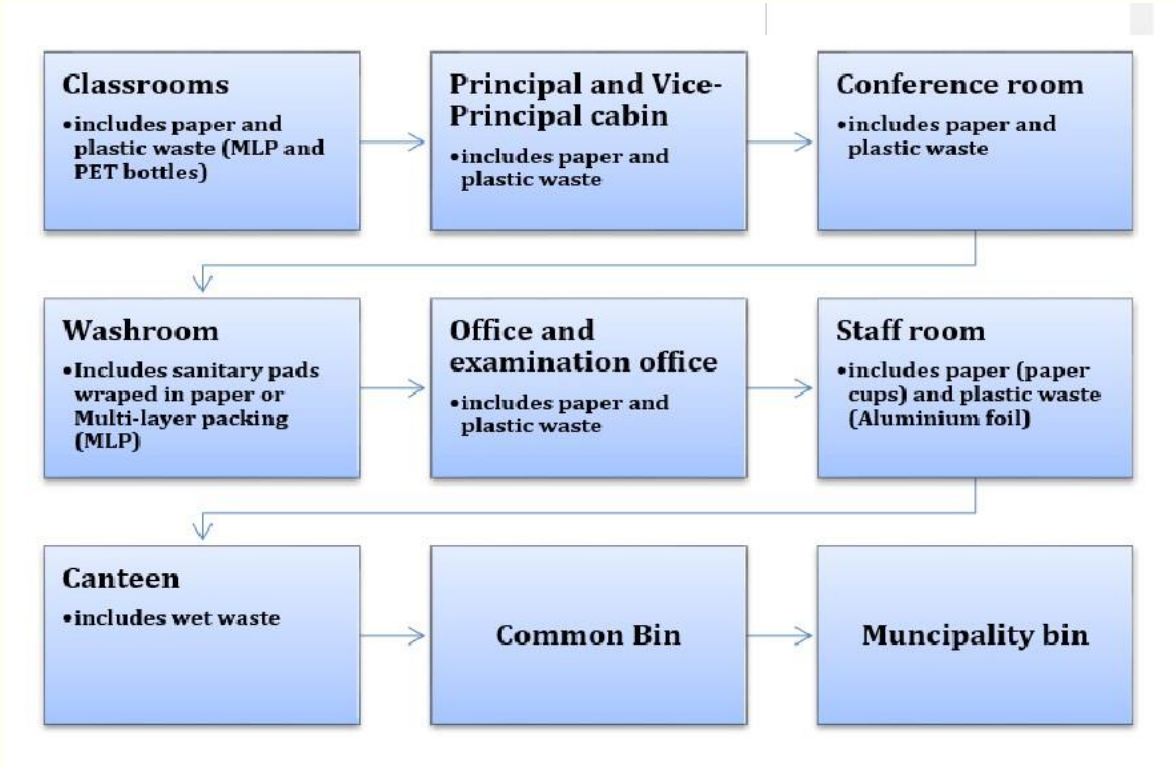 Classrooms
•includes paper and
plastic waste (MLP and
PET bottles)
Principal and Vice-
Principal cabin
•includes paper and
plastic waste
Conference room
•includes paper and
plastic waste
Washroom
•Includes sanitary pads
wraped in paper or
Multi-layer packing
(MLP)
Office and
examination office
•includes paper and
plastic waste
Staff room
•includes paper (paper
cups) and plastic waste
(Aluminium foil)
Canteen
•includes wet waste
Common Bin
Muncipality bin